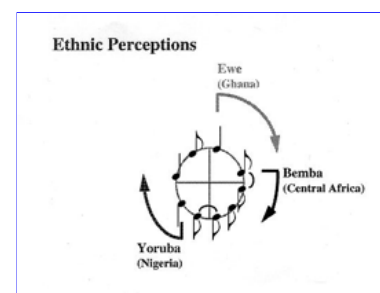 Ethnic Perceptions
Ewe
(Ghana)
Bemba
(Central Africa)
Yoruba
(Nigeria)